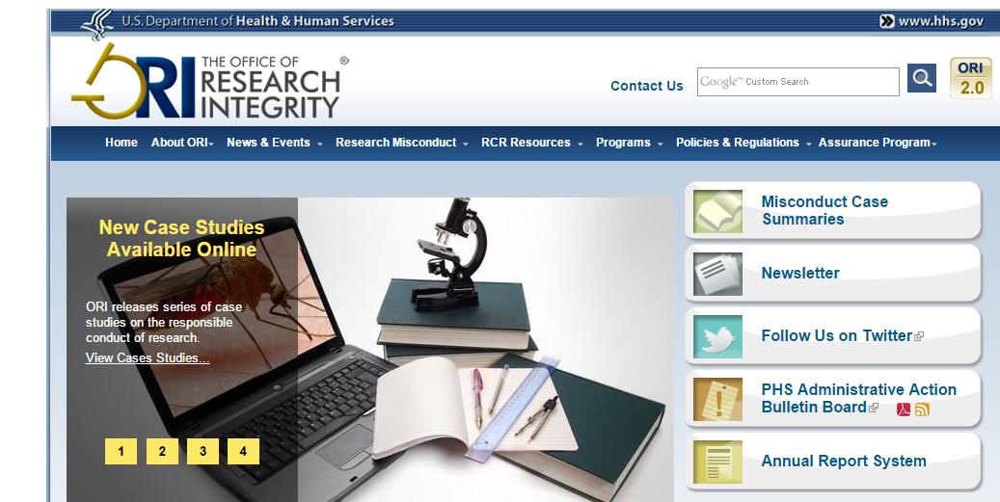 U.S. Department of Health & Human Services
www.hhs.gov
ORI THE OFFICE OF
RESEARCH
INTEGRITY®
Contact Us
Google™ Custom Search
ORI
2.0
Home About ORI News & Events Research Misconduct RCR Resources Programs Policies & Regulations Assurance Program
New Case Studies
Available Online
ORI releases series of case
studies on the responsible
conduct of research.
View Cases Studies...
1 2 3 4
Misconduct Case
Summaries
Newsletter
Follow Us on Twitter
PHS Administrative Action
Bulletin Board
Annual Report System